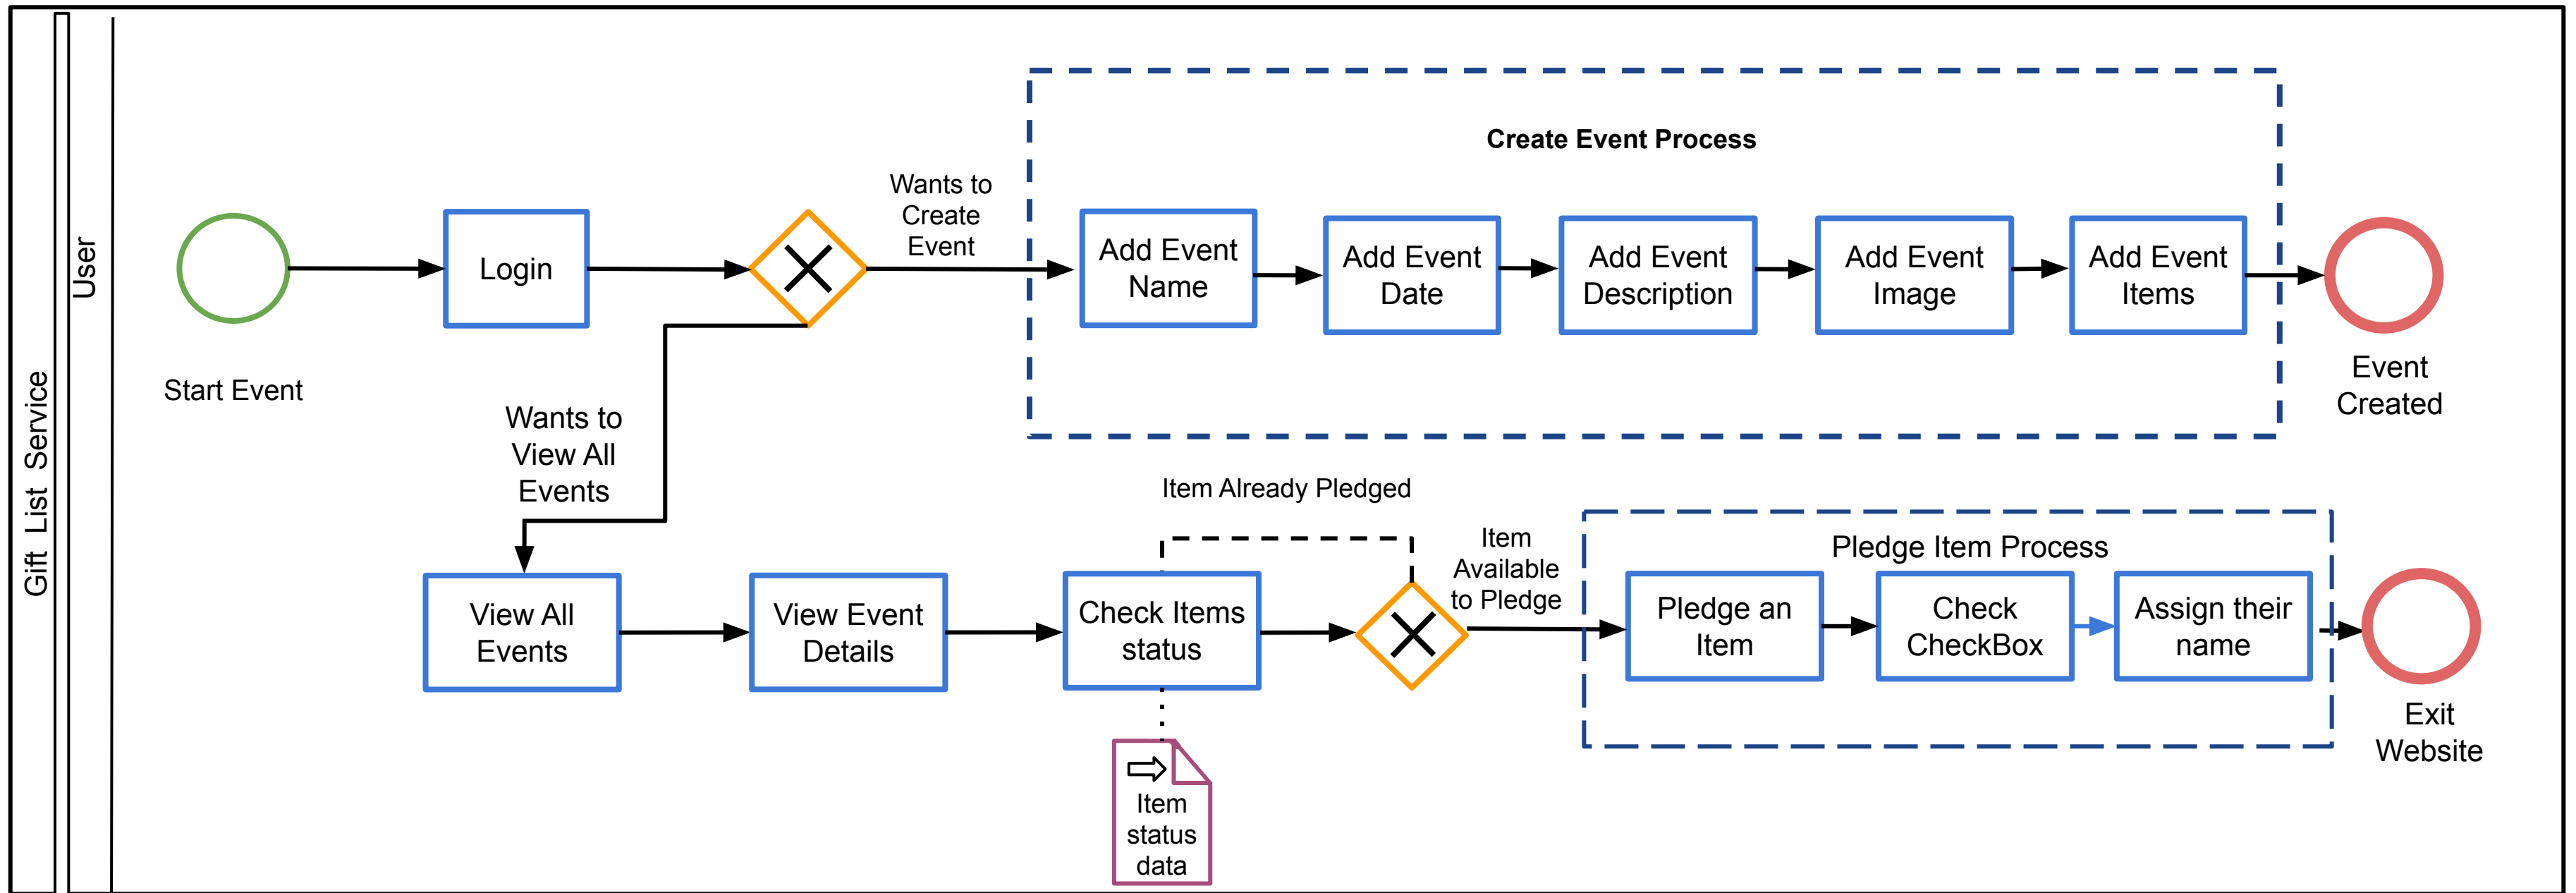 Gift List Service
User
Start Event
Login
Wants to
Create
Event
Create Event Process
Add Event
Name
Add Event
Date
Add Event
Description
Add Event
Image
Add Event
Items
Event
Created
Wants to
View All
Events
View All
Events
View Event
Details
Item Already Pledged
Check Items
status
Item
status
data
Item
Available
to Pledge
Pledge Item Process
Pledge an
Item
Check
CheckBox
Assign their
name
Exit
Website